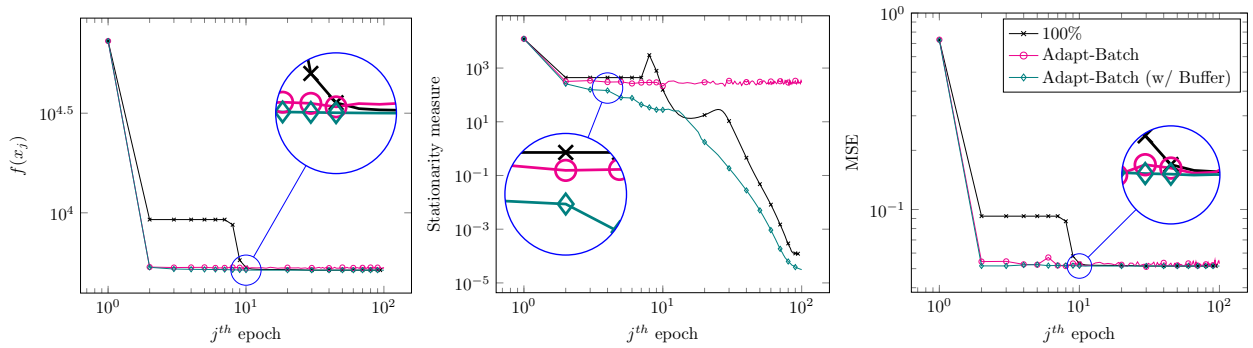 f(x_j)
10^{4.5}
10^4
10^0
10^1
10^2
j^{th} epoch
Stationarity measure
10^3
10^1
10^{-1}
10^{-3}
10^{-5}
10^0
10^1
10^2
j^{th} epoch
MSE
10^0
10^{-1}
10^0
10^1
10^2
j^{th} epoch
100%
Adapt-Batch
Adapt-Batch (w/ Buffer)